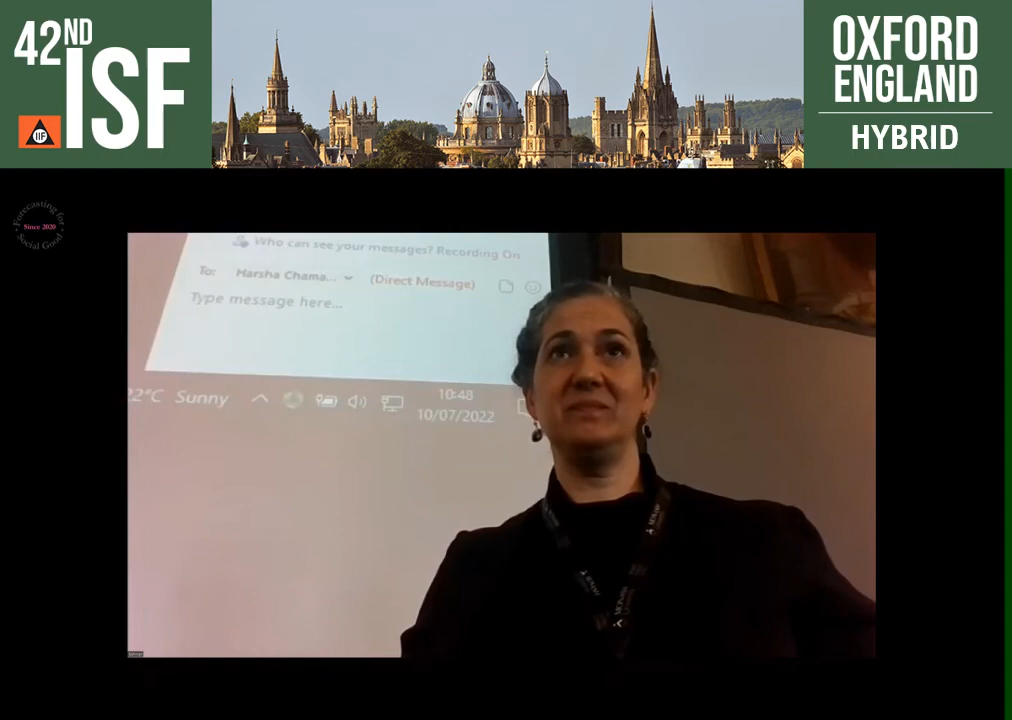 42ND
ISF
IIF
OXFORD
ENGLAND
HYBRID
Forecasting for
Since 2020
Social Good
Who can see your messages? Recording On
To: Harsha Chama... (Direct Message)
Type message here...
22°C Sunny
10:48
10/07/2022